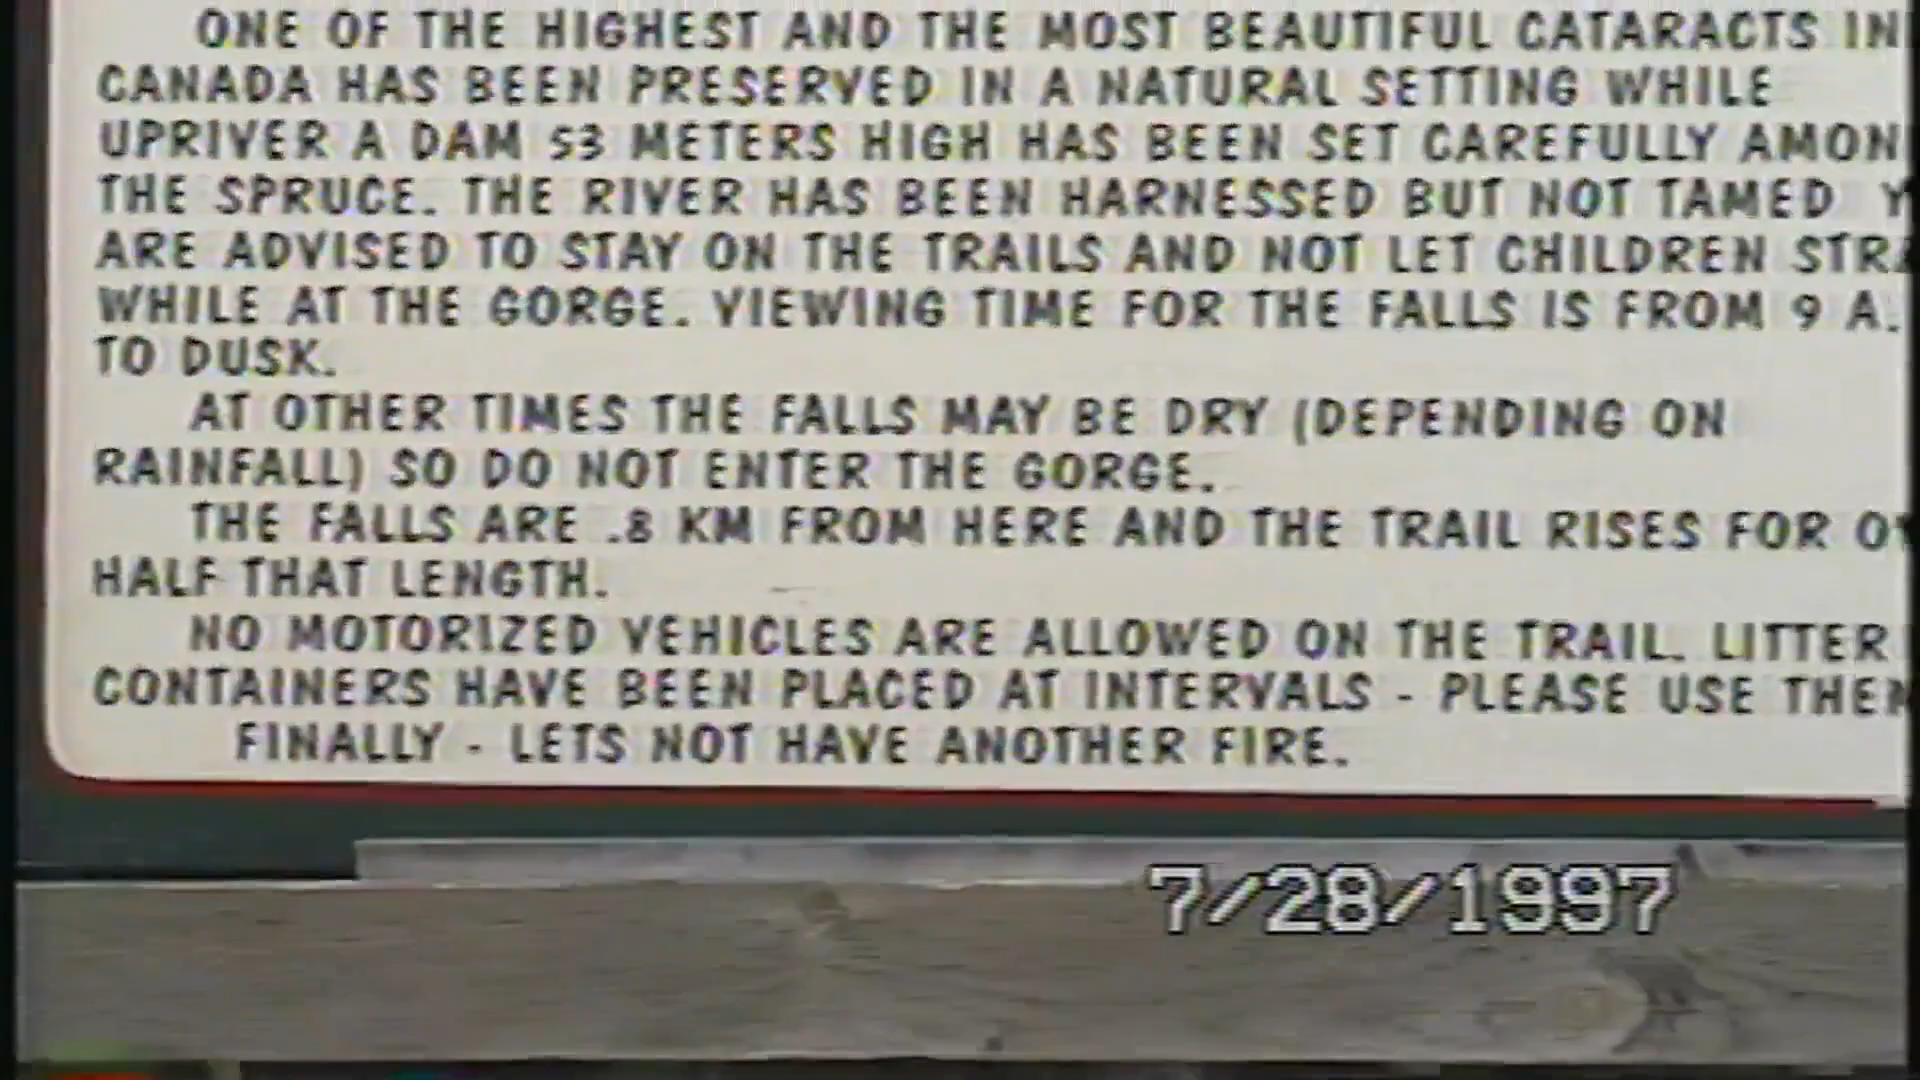 ONE OF THE HIGHEST AND THE MOST BEAUTIFUL CATARACTS IN
CANADA HAS BEEN PRESERVED IN A NATURAL SETTING WHILE
UPRIVER A DAM 53 METERS HIGH HAS BEEN SET CAREFULLY AMON
THE SPRUCE. THE RIVER HAS BEEN HARNESSED BUT NOT TAMED Y
ARE ADVISED TO STAY ON THE TRAILS AND NOT LET CHILDREN STRA
WHILE AT THE GORGE. VIEWING TIME FOR THE FALLS IS FROM 9 A.
TO DUSK.
AT OTHER TIMES THE FALLS MAY BE DRY (DEPENDING ON
RAINFALL) SO DO NOT ENTER THE GORGE.
THE FALLS ARE .8 KM FROM HERE AND THE TRAIL RISES FOR OV
HALF THAT LENGTH.
NO MOTORIZED VEHICLES ARE ALLOWED ON THE TRAIL. LITTER
CONTAINERS HAVE BEEN PLACED AT INTERVALS - PLEASE USE THEM
FINALLY - LETS NOT HAVE ANOTHER FIRE.
7/28/1997